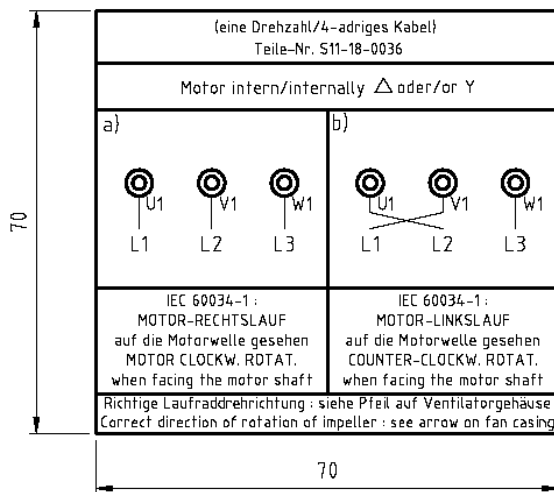 (eine Drehzahl/4-adriges Kabel)
Teile-Nr. S11-18-0036
Motor intern/internally △ oder/or Y
a)
U1 V1 W1
L1 L2 L3
b)
U1 V1 W1
L1 L2 L3
IEC 60034-1 :
MOTOR-RECHTSLAUF
auf die Motorwelle gesehen
MOTOR CLOCKW. ROTAT.
when facing the motor shaft
IEC 60034-1 :
MOTOR-LINKSLAUF
auf die Motorwelle gesehen
COUNTER-CLOCKW. ROTAT.
when facing the motor shaft
Richtige Laufraddrehrichtung : siehe Pfeil auf Ventilatorgehäuse
Correct direction of rotation of impeller : see arrow on fan casing
70
70